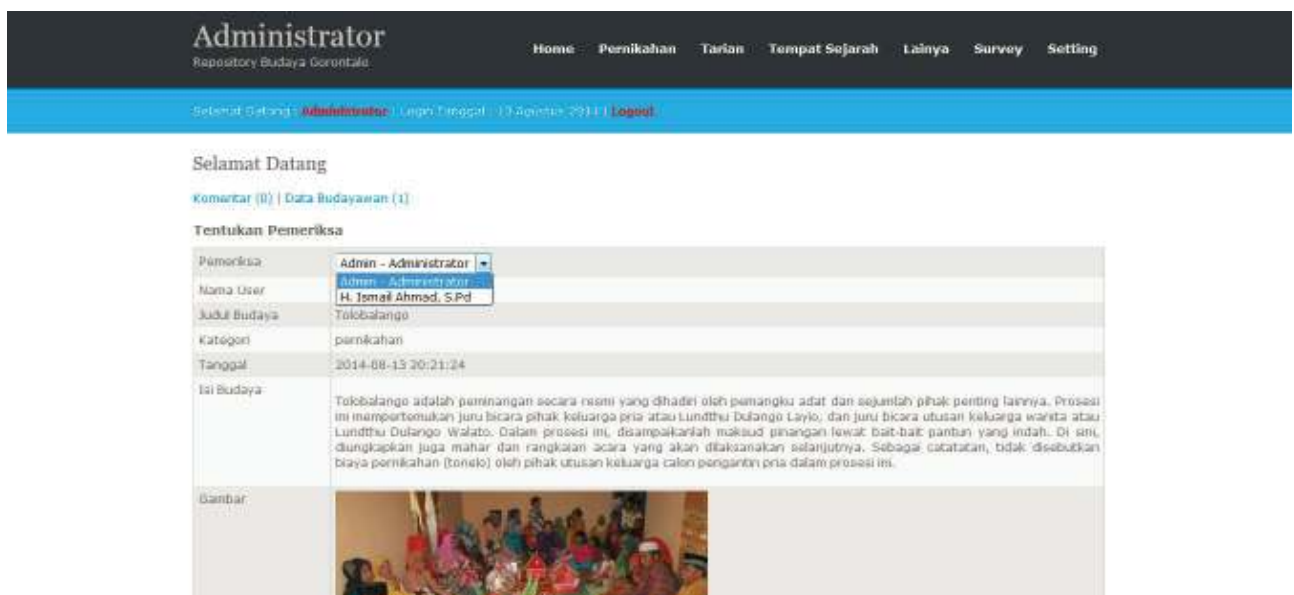 Administrator
Repository Budaya Gorontalo
Home Pernikahan Tarian Tempat Sejarah Lainya Survey Setting
Selamat Datang : Administrator | Login Tanggal : 13 Agustus 2014 | Logout
Selamat Datang
Komentar (0) | Data Budayawan (1)
Tentukan Pemeriksa
Pemeriksa Admin - Administrator
Admin - Administrator
Nama User H. Ismail Ahmad, S.Pd
Judul Budaya Tolobalango
Kategori pernikahan
Tanggal 2014-08-13 20:21:24
Isi Budaya
Tolobalango adalah peminangan secara resmi yang dihadiri oleh pemangku adat dan sejumlah pihak penting lainnya. Prosesi
ini mempertemukan juru bicara pihak keluarga pria atau Lundthu Dulango Layio, dan juru bicara utusan keluarga wanita atau
Lundthu Dulango Walato. Dalam prosesi ini, disampaikanlah maksud pinangan lewat bait-bait pantun yang indah. Di sini,
diungkapkan juga mahar dan rangkaian acara yang akan dilaksanakan selanjutnya. Sebagai catatatan, tidak disebutkan
biaya pernikahan (tonelo) oleh pihak utusan keluarga calon pengantin pria dalam prosesi ini.
Gambar